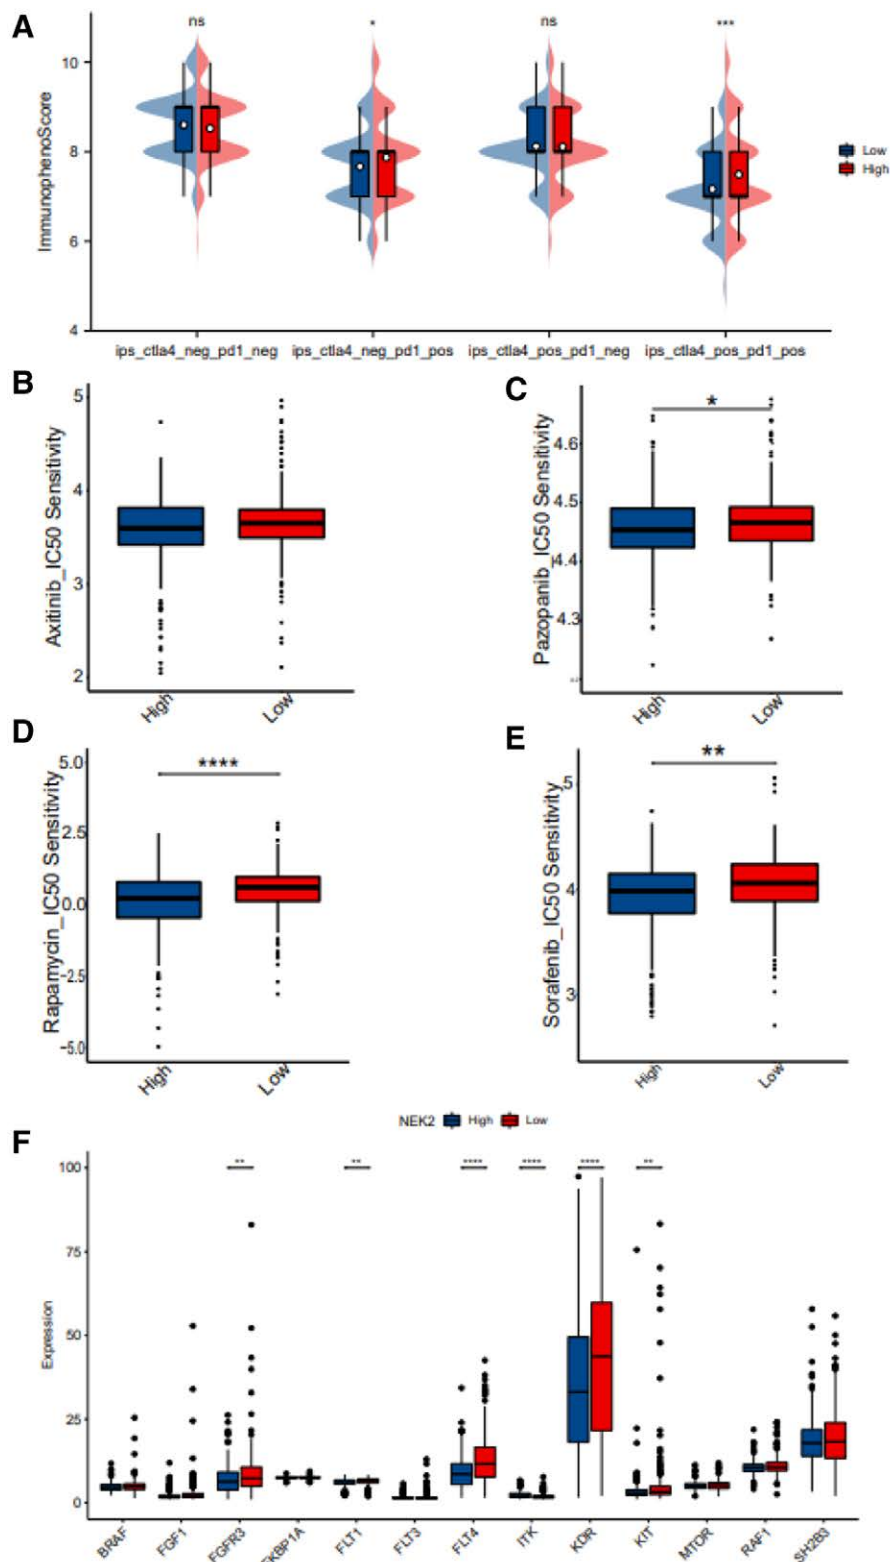 A
ns * ns ***
10
8
6
4
ImmunophenoScore
Low
High
ips_ctla4_neg_pd1_neg ips_ctla4_neg_pd1_pos ips_ctla4_pos_pd1_neg ips_ctla4_pos_pd1_pos
B
5
4
3
2
Axitinib_IC50 Sensitivity
High Low
C
*
4.6
4.5
4.4
4.3
Pazopanib_IC50 Sensitivity
High Low
D
****
5.0
2.5
0.0
-2.5
-5.0
Rapamycin_IC50 Sensitivity
High Low
E
**
5
4
3
Sorafenib_IC50 Sensitivity
High Low
NEK2 High Low
F
** ** **** **** **** **
100
75
50
25
0
Expression
BRAF FGF1 FGFR3 FKBP1A FLT1 FLT3 FLT4 ITK KDR KIT MTOR RAF1 SH2B3